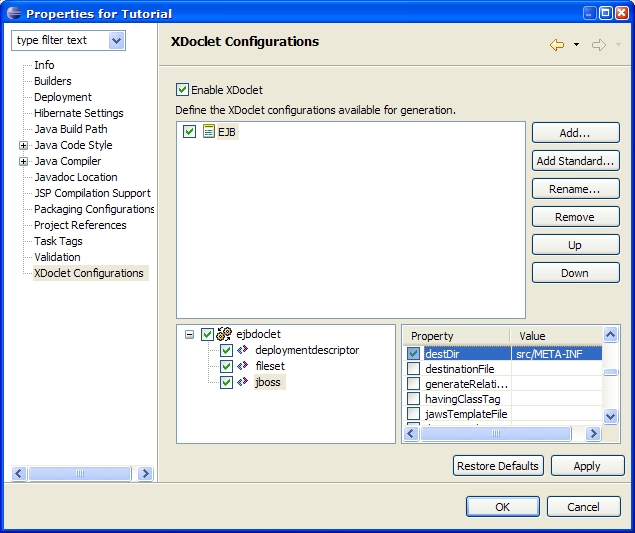 Properties for Tutorial
type filter text
XDoclet Configurations
Info
Builders
Deployment
Hibernate Settings
Java Build Path
Java Code Style
Java Compiler
Javadoc Location
JSP Compilation Support
Packaging Configurations
Project References
Task Tags
Validation
XDoclet Configurations
Enable XDoclet
Define the XDoclet configurations available for generation.
EJB
Add...
Add Standard...
Rename...
Remove
Up
Down
ejbdoclet
deploymentdescriptor
fileset
jboss
Property Value
destDir src/META-INF
destinationFile
generateRelati...
havingClassTag
jawsTemplateFile
Restore Defaults
Apply
OK
Cancel